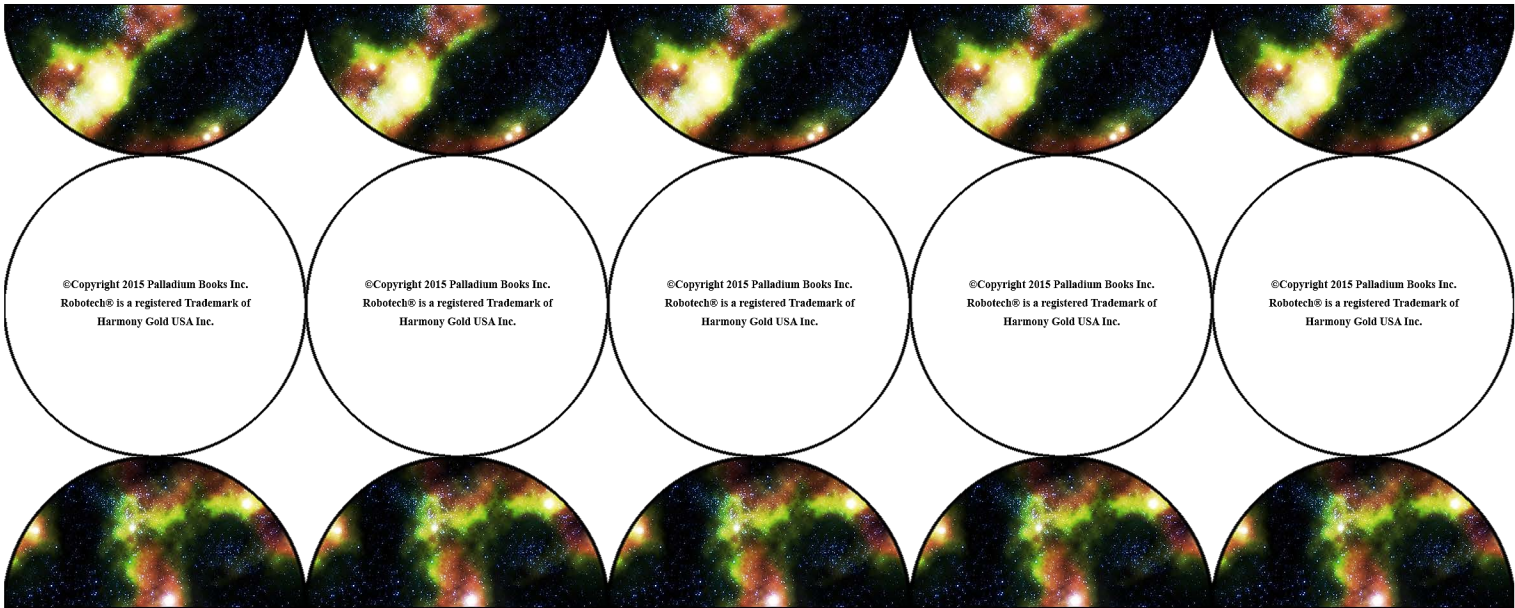 ©Copyright 2015 Palladium Books Inc.
Robotech® is a registered Trademark of
Harmony Gold USA Inc.
©Copyright 2015 Palladium Books Inc.
Robotech® is a registered Trademark of
Harmony Gold USA Inc.
©Copyright 2015 Palladium Books Inc.
Robotech® is a registered Trademark of
Harmony Gold USA Inc.
©Copyright 2015 Palladium Books Inc.
Robotech® is a registered Trademark of
Harmony Gold USA Inc.
©Copyright 2015 Palladium Books Inc.
Robotech® is a registered Trademark of
Harmony Gold USA Inc.